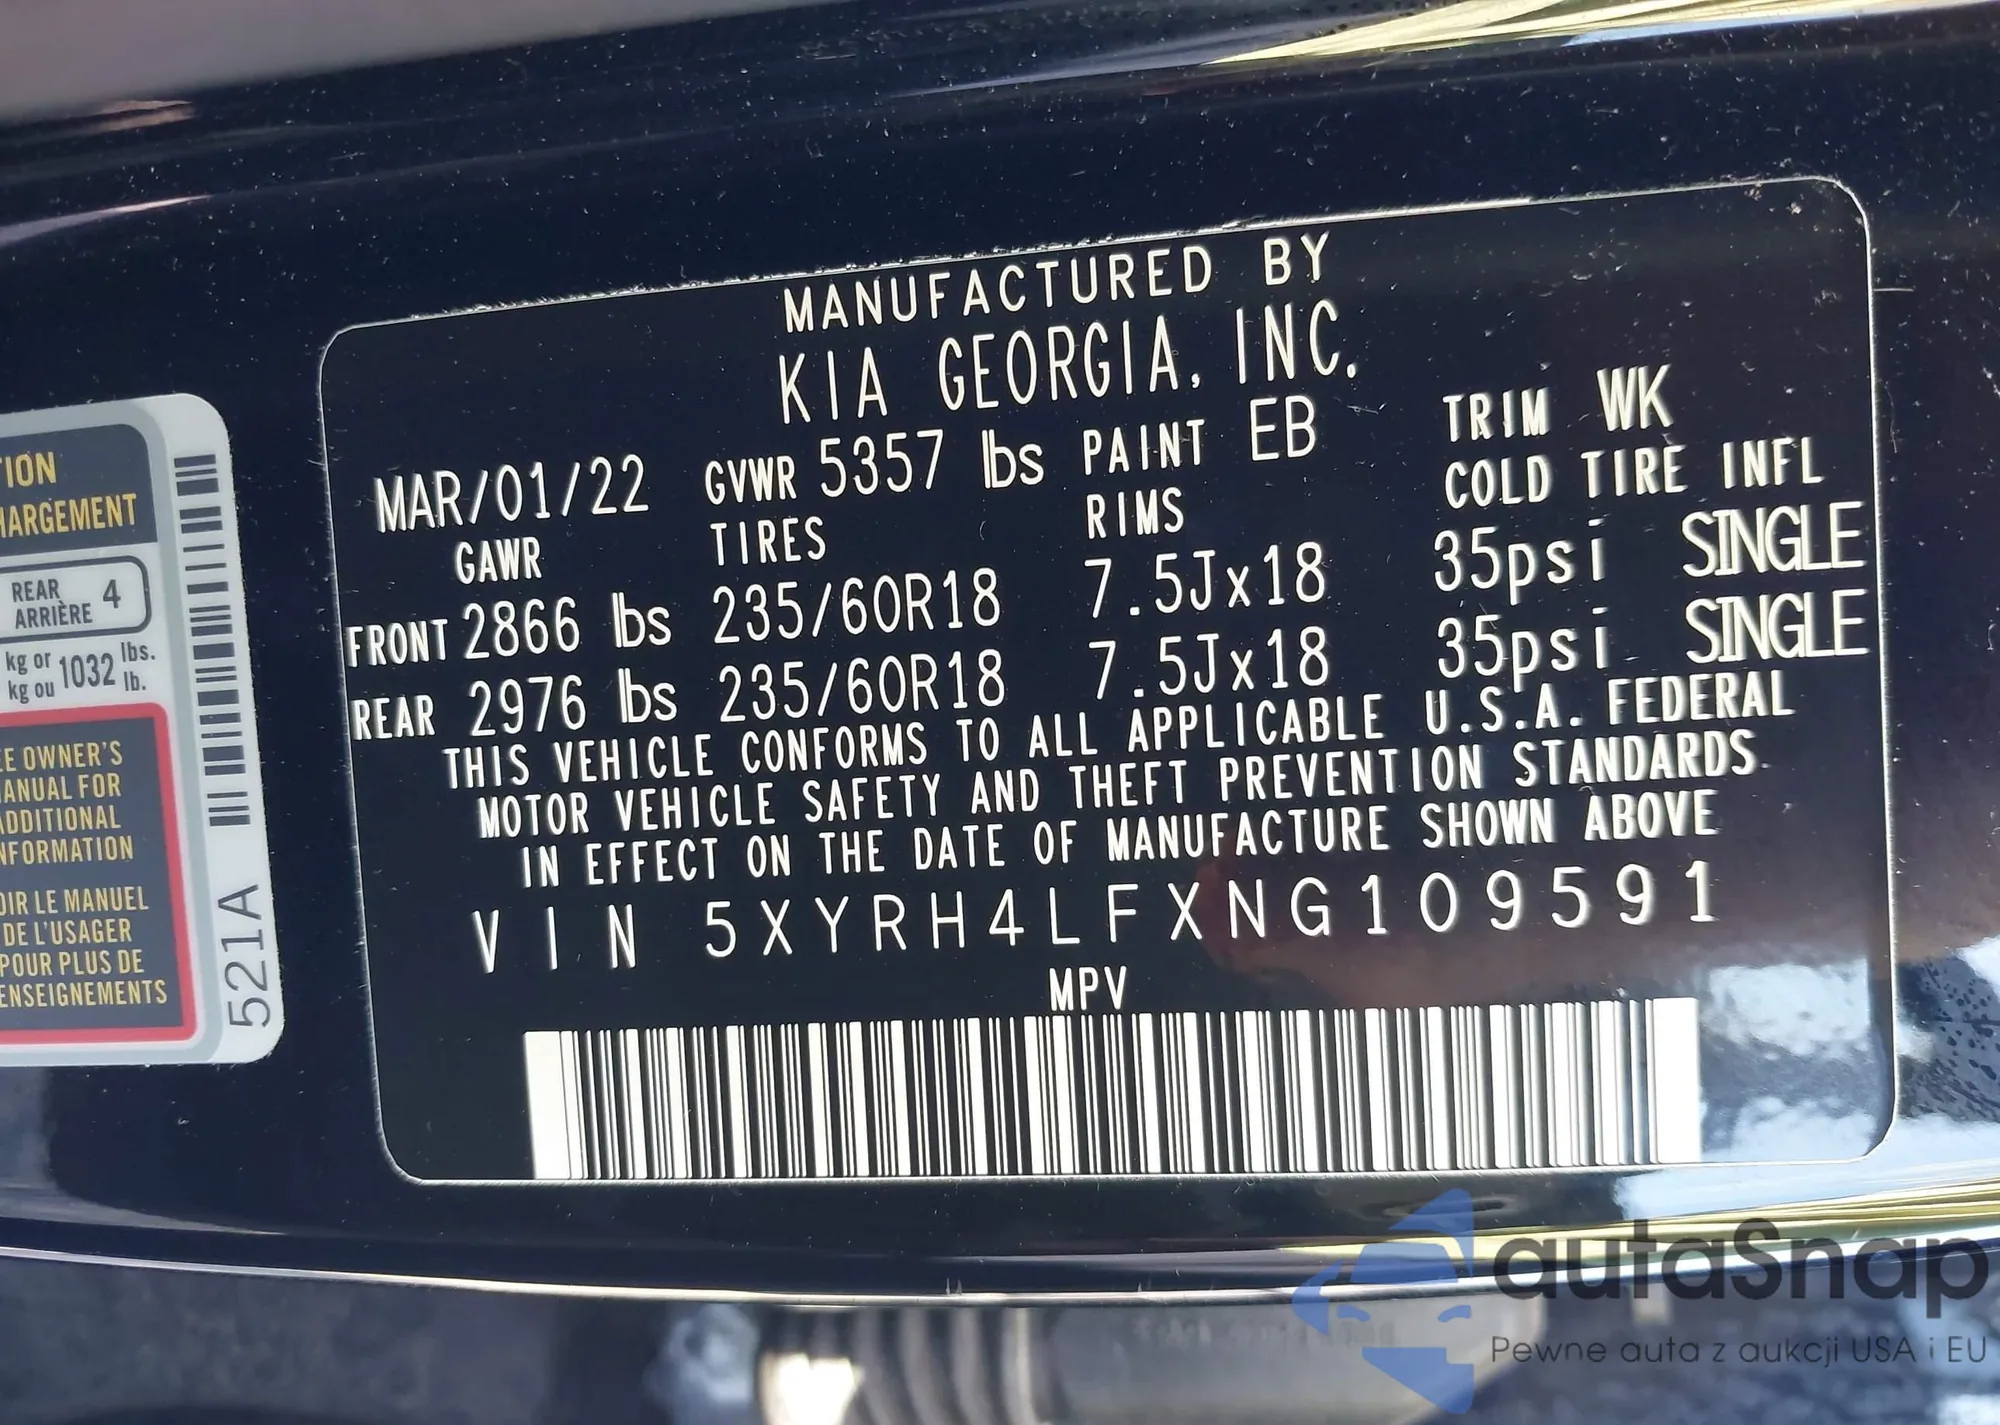 MANUFACTURED BY
KIA GEORGIA, INC.
MAR/01/22 GVWR 5357 lbs PAINT EB TRIM WK
GAWR TIRES RIMS COLD TIRE INFL
FRONT 2866 lbs 235/60R18 7.5Jx18 35psi SINGLE
REAR 2976 lbs 235/60R18 7.5Jx18 35psi SINGLE
THIS VEHICLE CONFORMS TO ALL APPLICABLE U.S.A. FEDERAL
MOTOR VEHICLE SAFETY AND THEFT PREVENTION STANDARDS
IN EFFECT ON THE DATE OF MANUFACTURE SHOWN ABOVE
VIN 5XYRH4LFXNG109591
MPV
TION
HARGEMENT
REAR 4
ARRIÈRE
kg or 1032 lbs.
kg ou lb.
EE OWNER'S
ANUAL FOR
ADDITIONAL
NFORMATION
OIR LE MANUEL
DE L'USAGER
POUR PLUS DE
ENSEIGNEMENTS
521A
autaSnap
Pewne auta z aukcji USA i EU